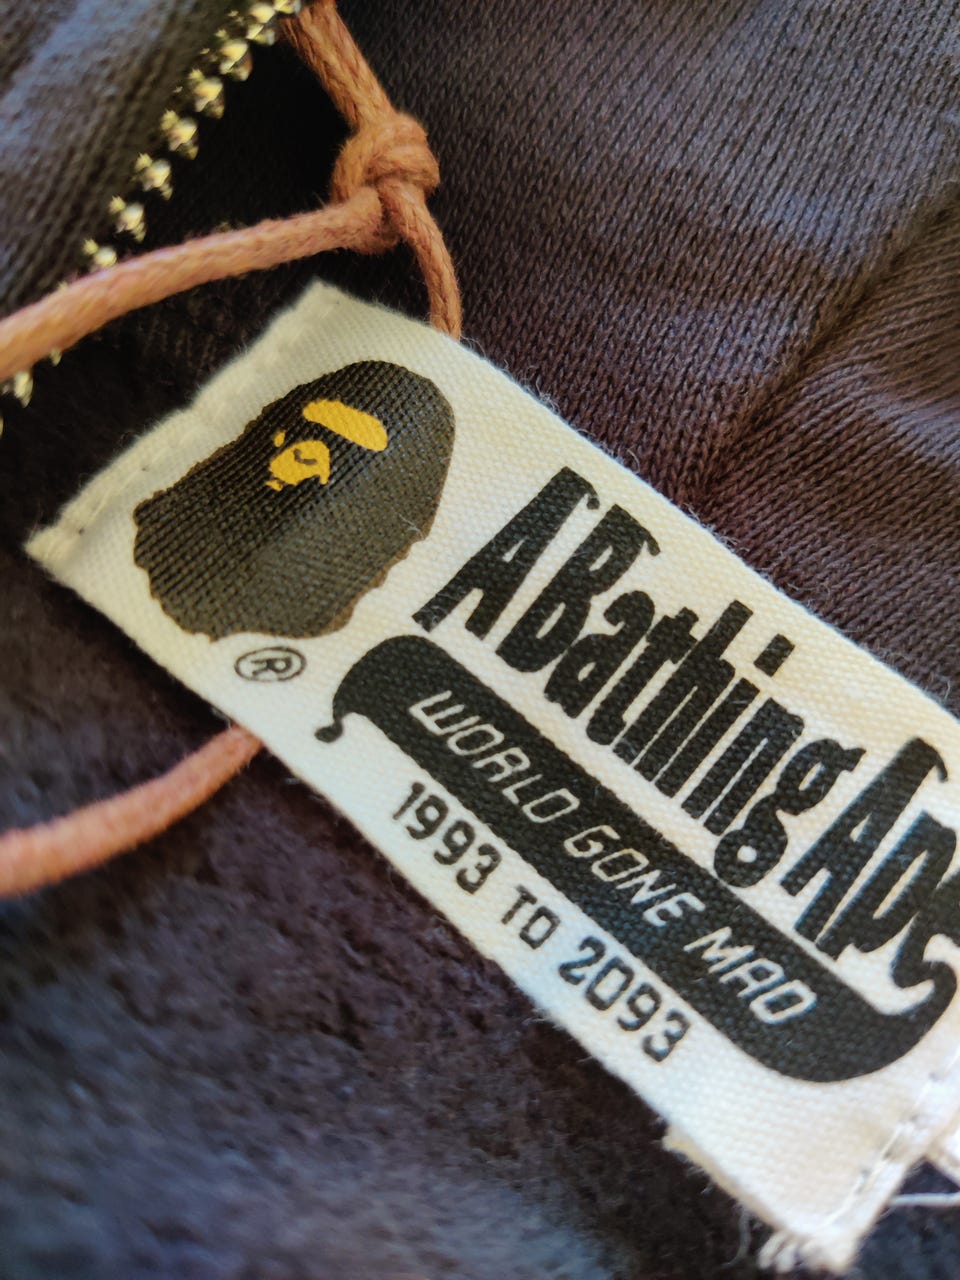 A Bathing Ape
®
WORLD GONE MAD
1993 TO 2093